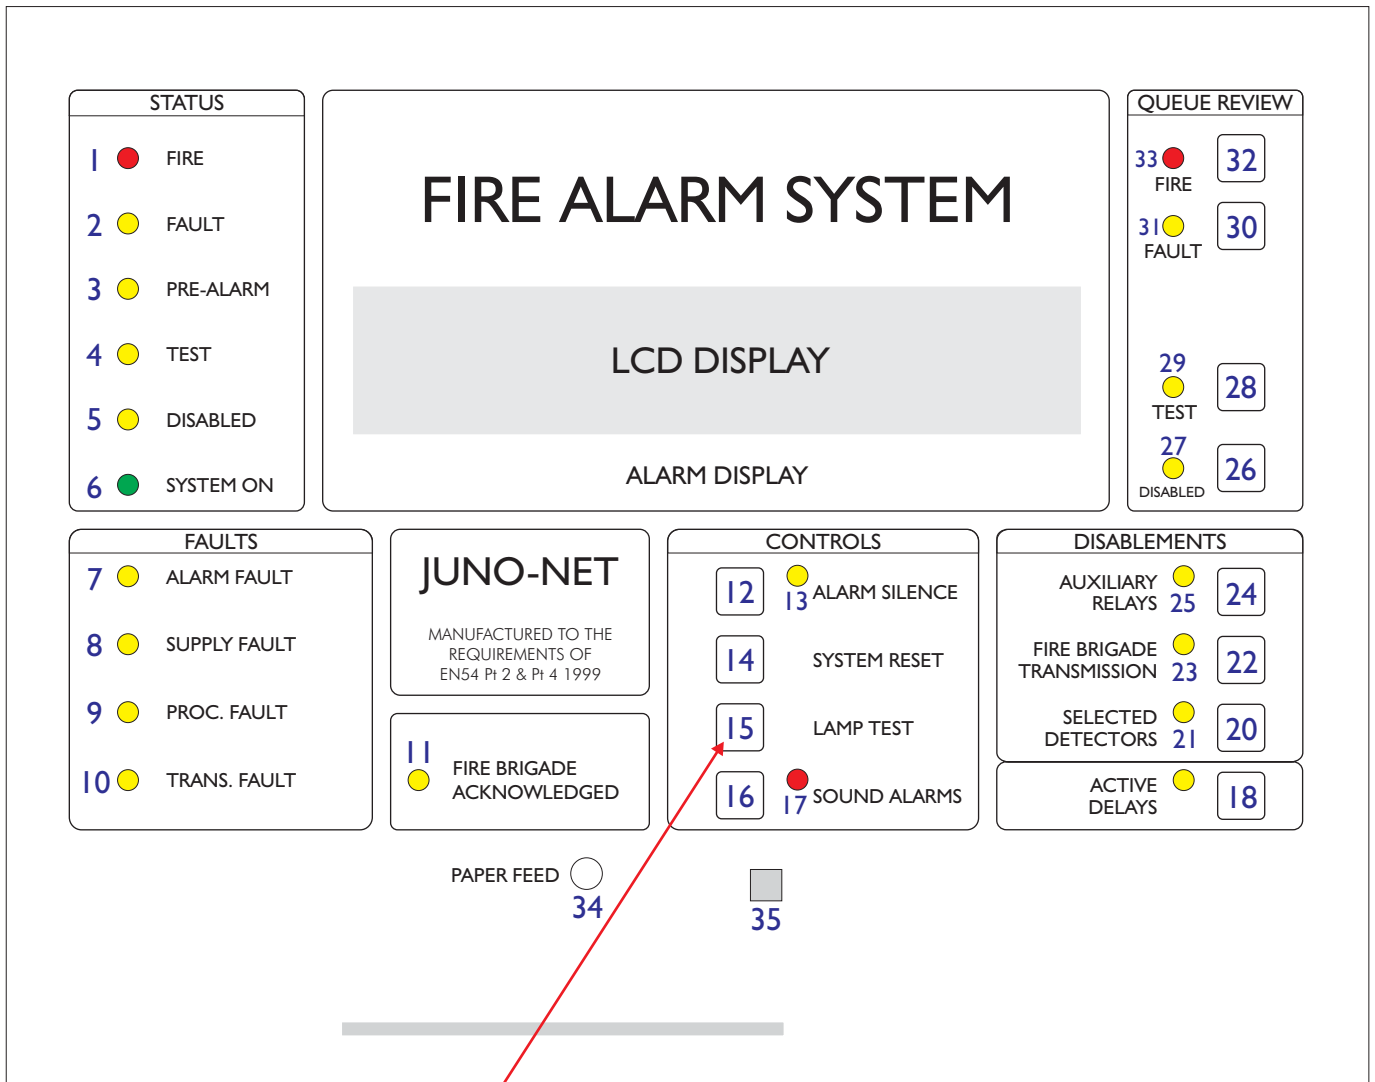 STATUS
1 FIRE
2 FAULT
3 PRE-ALARM
4 TEST
5 DISABLED
6 SYSTEM ON
FIRE ALARM SYSTEM
LCD DISPLAY
ALARM DISPLAY
QUEUE REVIEW
33 32
FIRE
31 30
FAULT
29
28
TEST
27
26
DISABLED
FAULTS
7 ALARM FAULT
8 SUPPLY FAULT
9 PROC. FAULT
10 TRANS. FAULT
JUNO-NET
MANUFACTURED TO THE
REQUIREMENTS OF
EN54 Pt 2 & Pt 4 1999
11
FIRE BRIGADE
ACKNOWLEDGED
CONTROLS
12 13 ALARM SILENCE
14 SYSTEM RESET
15 LAMP TEST
16 17 SOUND ALARMS
DISABLEMENTS
AUXILIARY
RELAYS 25 24
FIRE BRIGADE
TRANSMISSION 23 22
SELECTED
DETECTORS 21 20
ACTIVE
DELAYS 18
PAPER FEED
34
35